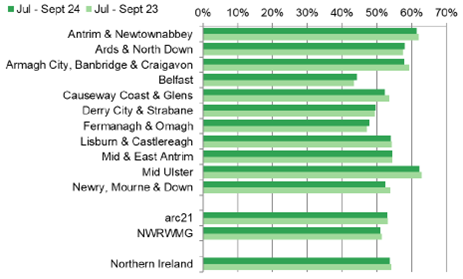 Jul - Sept 24 Jul - Sept 23
0% 10% 20% 30% 40% 50% 60% 70%
Antrim & Newtownabbey
Ards & North Down
Armagh City, Banbridge & Craigavon
Belfast
Causeway Coast & Glens
Derry City & Strabane
Fermanagh & Omagh
Lisburn & Castlereagh
Mid & East Antrim
Mid Ulster
Newry, Mourne & Down
arc21
NWRWMG
Northern Ireland